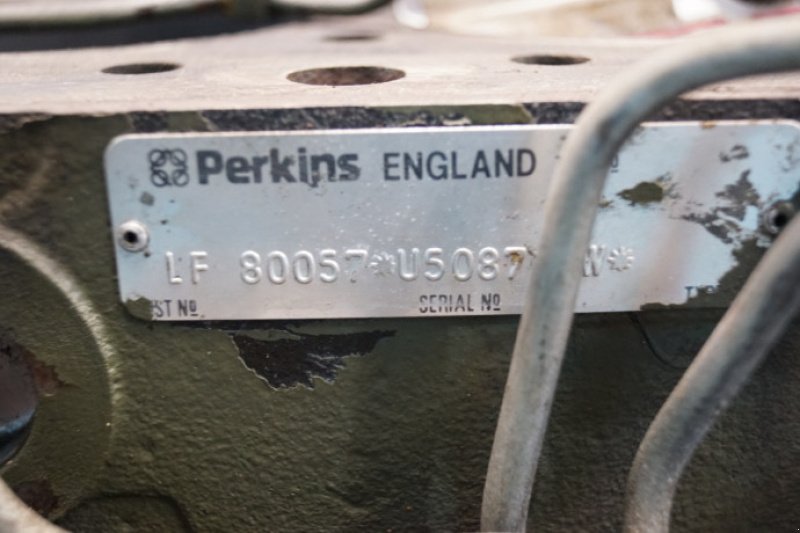 Perkins ENGLAND
LF 80057*U5087 W*
ST Nº SERIAL Nº